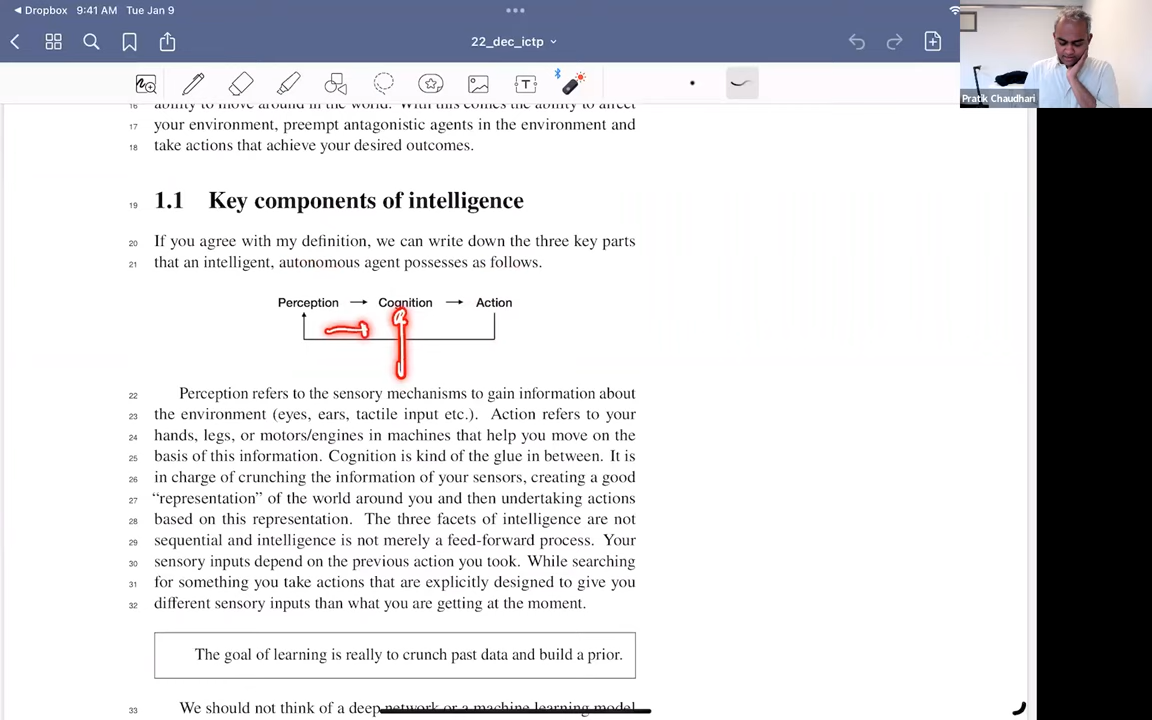 Dropbox 9:41 AM Tue Jan 9
22_dec_ictp
Pratik Chaudhari
16 ability to move around in the world. With this comes the ability to affect
17 your environment, preempt antagonistic agents in the environment and
18 take actions that achieve your desired outcomes.
19 1.1 Key components of intelligence
20 If you agree with my definition, we can write down the three key parts
21 that an intelligent, autonomous agent possesses as follows.
Perception → Cognition → Action
22 Perception refers to the sensory mechanisms to gain information about
23 the environment (eyes, ears, tactile input etc.). Action refers to your
24 hands, legs, or motors/engines in machines that help you move on the
25 basis of this information. Cognition is kind of the glue in between. It is
26 in charge of crunching the information of your sensors, creating a good
27 “representation” of the world around you and then undertaking actions
28 based on this representation. The three facets of intelligence are not
29 sequential and intelligence is not merely a feed-forward process. Your
30 sensory inputs depend on the previous action you took. While searching
31 for something you take actions that are explicitly designed to give you
32 different sensory inputs than what you are getting at the moment.
The goal of learning is really to crunch past data and build a prior.
33 We should not think of a deep network or a machine learning model